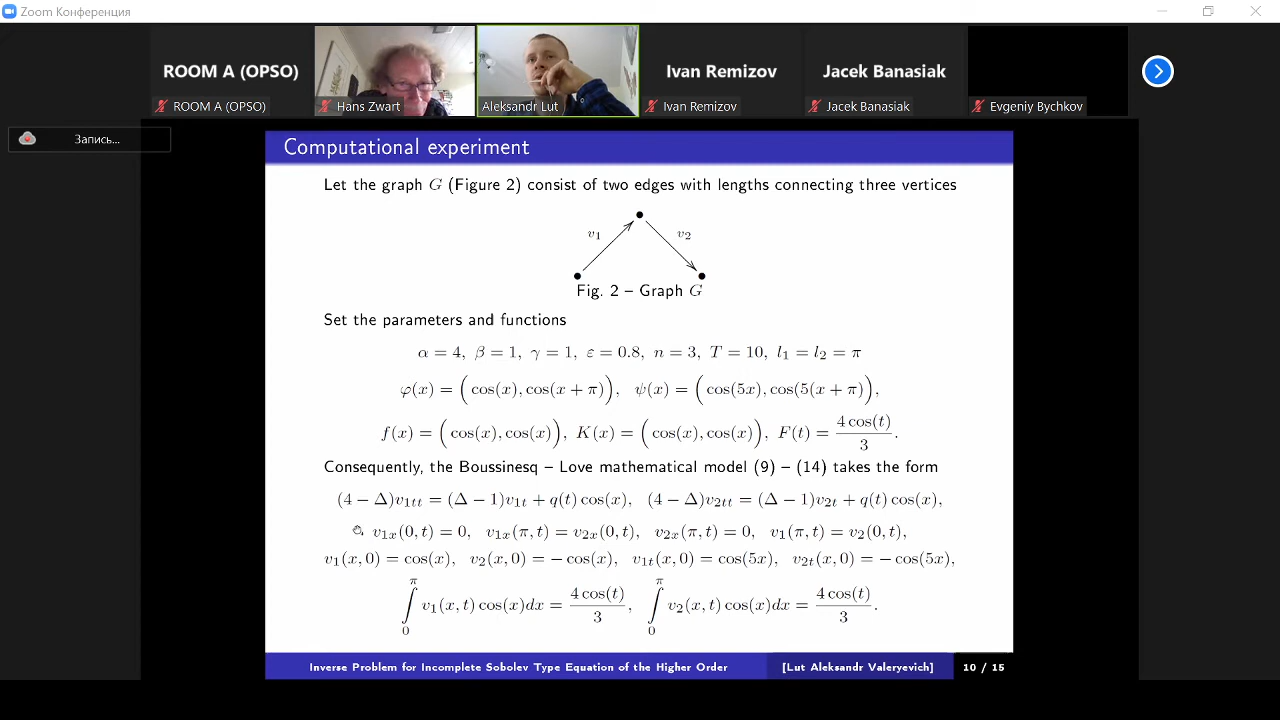 Zoom Конференция
ROOM A (OPSO)
Ivan Remizov
Jacek Banasiak
ROOM A (OPSO)
Hans Zwart
Aleksandr Lut
Ivan Remizov
Jacek Banasiak
Evgeniy Bychkov
Запись...
Computational experiment
Let the graph G (Figure 2) consist of two edges with lengths connecting three vertices
v₁ v₂
Fig. 2 – Graph G
Set the parameters and functions
α = 4, β = 1, γ = 1, ε = 0.8, n = 3, T = 10, l₁ = l₂ = π
φ(x) = (cos(x), cos(x + π)), ψ(x) = (cos(5x), cos(5(x + π)),
f(x) = (cos(x), cos(x)), K(x) = (cos(x), cos(x)), F(t) = 4 cos(t)/3.
Consequently, the Boussinesq – Love mathematical model (9) – (14) takes the form
(4 − Δ)v₁tt = (Δ − 1)v₁t + q(t) cos(x), (4 − Δ)v₂tt = (Δ − 1)v₂t + q(t) cos(x),
v₁x(0, t) = 0, v₁x(π, t) = v₂x(0, t), v₂x(π, t) = 0, v₁(π, t) = v₂(0, t),
v₁(x, 0) = cos(x), v₂(x, 0) = − cos(x), v₁t(x, 0) = cos(5x), v₂t(x, 0) = − cos(5x),
∫₀^π v₁(x, t) cos(x)dx = 4 cos(t)/3, ∫₀^π v₂(x, t) cos(x)dx = 4 cos(t)/3.
Inverse Problem for Incomplete Sobolev Type Equation of the Higher Order
[Lut Aleksandr Valeryevich]
10 / 15